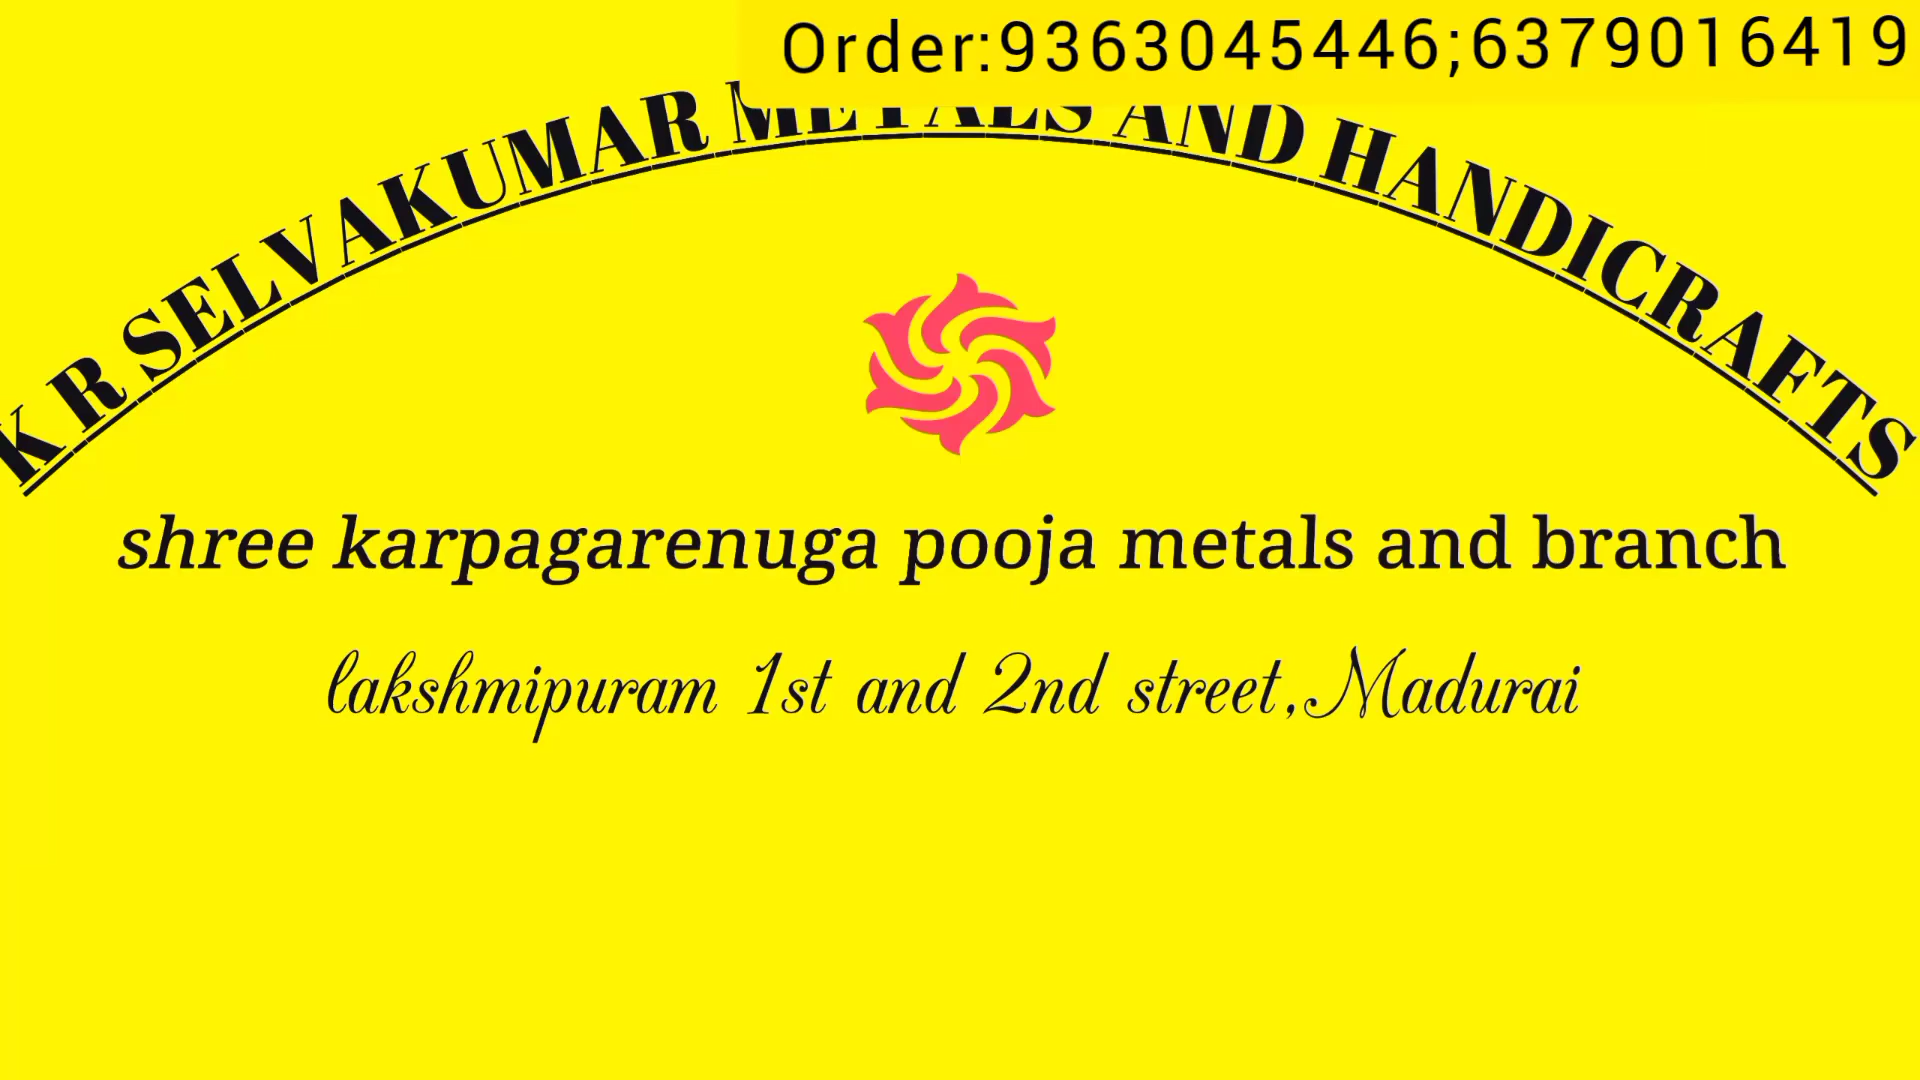 Order:9363045446;6379016419
K R SELVAKUMAR METALS AND HANDICRAFTS
shree karpagarenuga pooja metals and branch
lakshmipuram 1st and 2nd street,Madurai